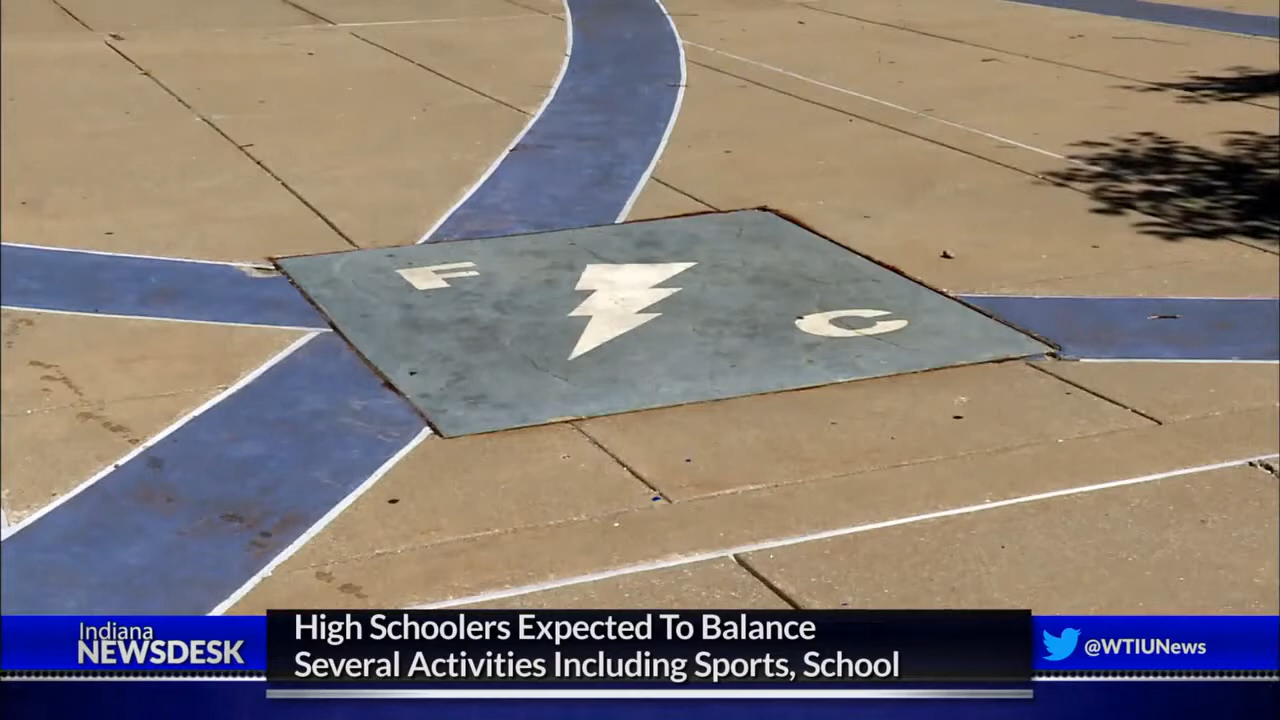 F C
Indiana
NEWSDESK
High Schoolers Expected To Balance
Several Activities Including Sports, School
@WTIUNews